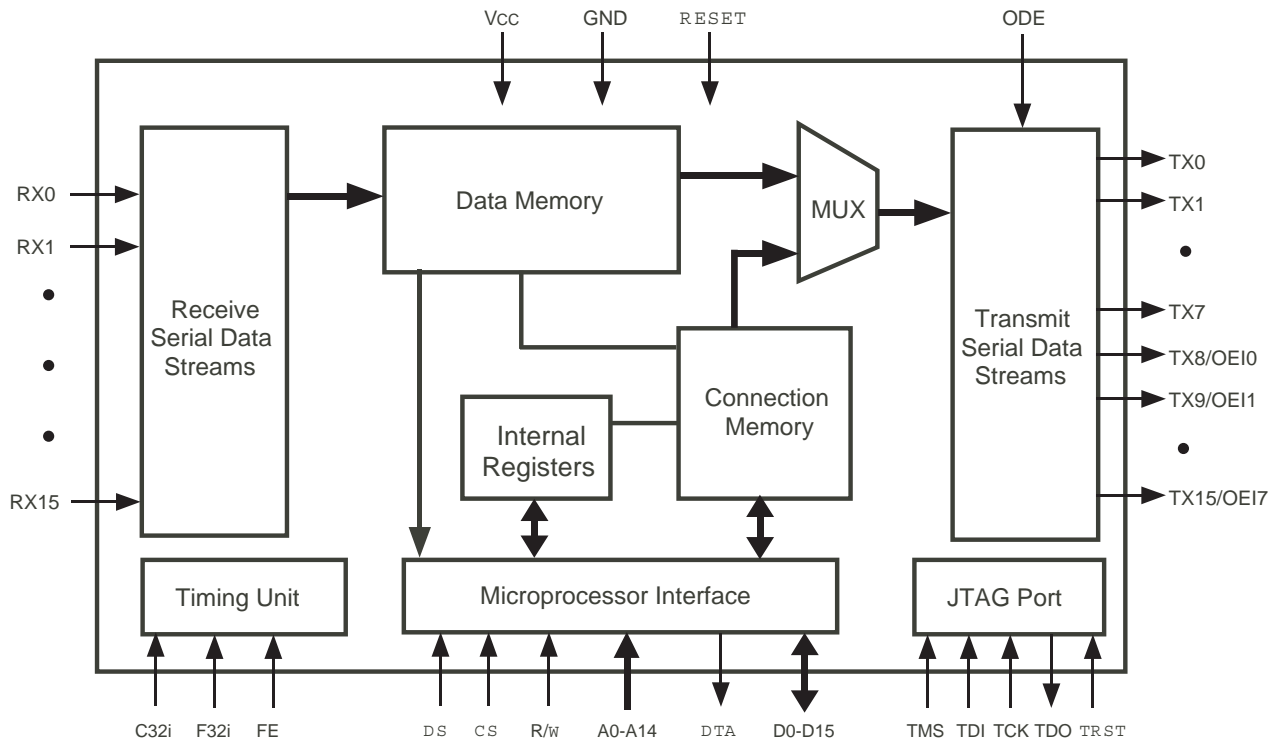 Vcc GND RESET ODE
RX0
RX1
RX15
Receive
Serial Data
Streams
Data Memory
MUX
Internal
Registers
Connection
Memory
Transmit
Serial Data
Streams
TX0
TX1
TX7
TX8/OEI0
TX9/OEI1
TX15/OEI7
Timing Unit
Microprocessor Interface
JTAG Port
C32i F32i FE DS CS R/W A0-A14 DTA D0-D15 TMS TDI TCK TDO TRST